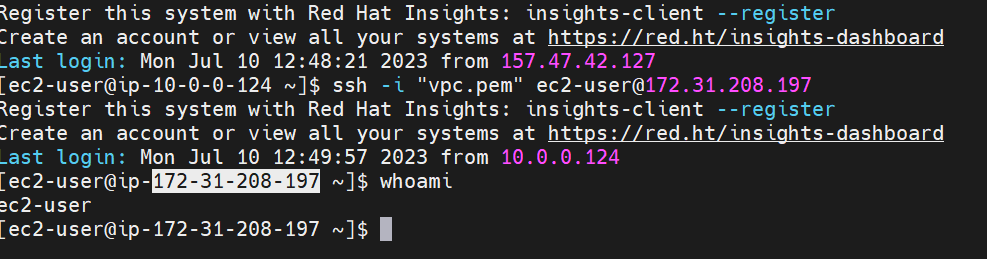 Register this system with Red Hat Insights: insights-client --register
Create an account or view all your systems at https://red.ht/insights-dashboard
Last login: Mon Jul 10 12:48:21 2023 from 157.47.42.127
[ec2-user@ip-10-0-0-124 ~]$ ssh -i "vpc.pem" ec2-user@172.31.208.197
Register this system with Red Hat Insights: insights-client --register
Create an account or view all your systems at https://red.ht/insights-dashboard
Last login: Mon Jul 10 12:49:57 2023 from 10.0.0.124
[ec2-user@ip-172-31-208-197 ~]$ whoami
ec2-user
[ec2-user@ip-172-31-208-197 ~]$